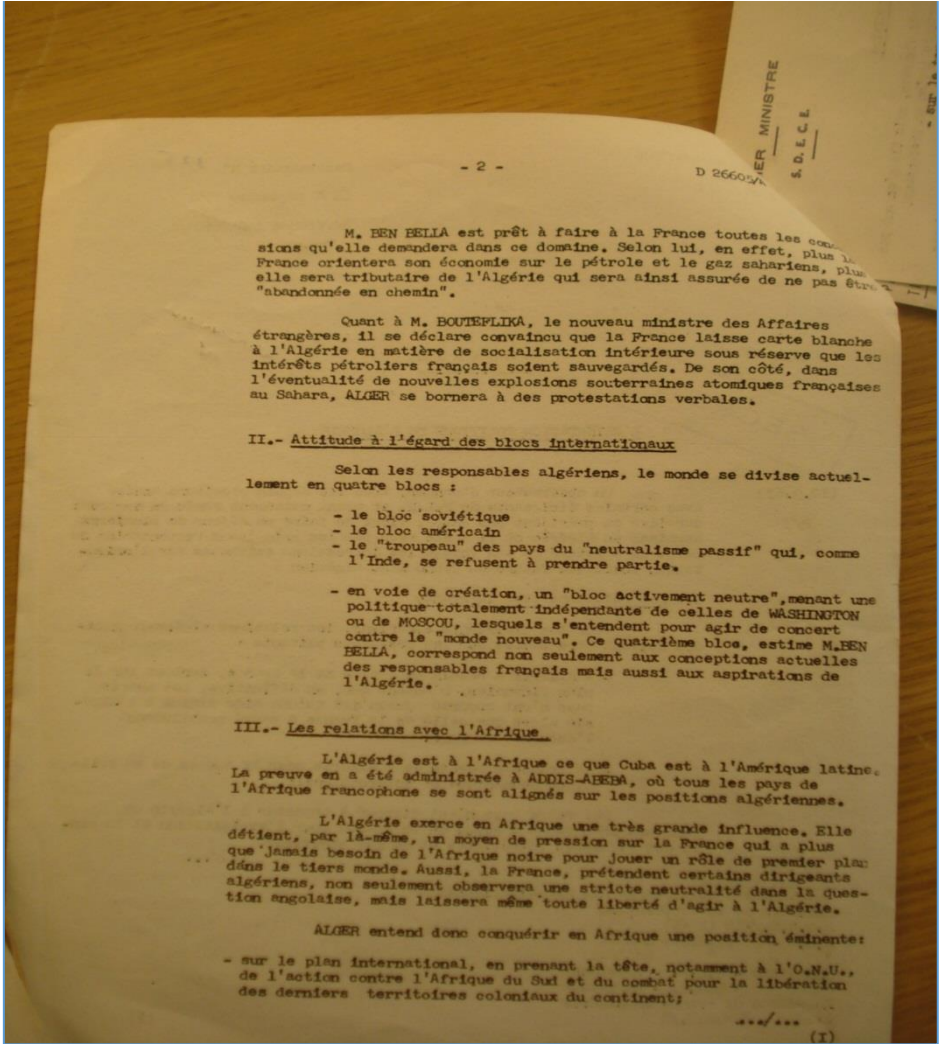 MINISTRE
S. D. E. C. E.
- sur le
- 2 -
D 26605/
M. BEN BELLA est prêt à faire à la France toutes les
sions qu'elle demandera dans ce domaine. Selon lui, en effet, plus
France orientera son économie sur le pétrole et le gaz sahariens, plus
elle sera tributaire de l'Algérie qui sera ainsi assurée de ne pas être
"abandonnée en chemin".
Quant à M. BOUTEFLIKA, le nouveau ministre des Affaires
étrangères, il se déclare convaincu que la France laisse carte blanche
à l'Algérie en matière de socialisation intérieure sous réserve que les
intérêts pétroliers français soient sauvegardés. De son côté, dans
l'éventualité de nouvelles explosions souterraines atomiques françaises
au Sahara, ALGER se bornera à des protestations verbales.
II.- Attitude à l'égard des blocs internationaux
Selon les responsables algériens, le monde se divise actuel-
lement en quatre blocs :
- le bloc soviétique
- le bloc américain
- le "troupeau" des pays du "neutralisme passif" qui, comme
l'Inde, se refusent à prendre partie.
- en voie de création, un "bloc activement neutre",menant une
politique totalement indépendante de celles de WASHINGTON
ou de MOSCOU, lesquels s'entendent pour agir de concert
contre le "monde nouveau". Ce quatrième bloc, estime M.BEN
BELLA, correspond non seulement aux conceptions actuelles
des responsables français mais aussi aux aspirations de
l'Algérie.
III.- Les relations avec l'Afrique
L'Algérie est à l'Afrique ce que Cuba est à l'Amérique latine.
La preuve en a été administrée à ADDIS-ABEBA, où tous les pays de
l'Afrique francophone se sont alignés sur les positions algériennes.
L'Algérie exerce en Afrique une très grande influence. Elle
détient, par là-même, un moyen de pression sur la France qui a plus
que jamais besoin de l'Afrique noire pour jouer un rôle de premier plan
dans le tiers monde. Aussi, la France, prétendent certains dirigeants
algériens, non seulement observera une stricte neutralité dans la ques-
tion angolaise, mais laissera même toute liberté d'agir à l'Algérie.
ALGER entend donc conquérir en Afrique une position éminente:
- sur le plan international, en prenant la tête, notamment à l'O.N.U.,
de l'action contre l'Afrique du Sud et du combat pour la libération
des derniers territoires coloniaux du continent;
.../...
(I)